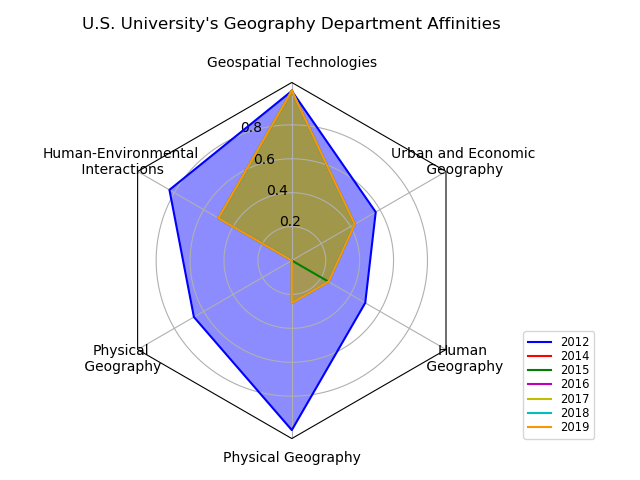 U.S. University's Geography Department Affinities
Geospatial Technologies
0.8
Human-Environmental
Interactions
Urban and Economic
Geography
0.6
0.4
0.2
Physical
Geography
Human
Geography
Physical Geography
2012
2014
2015
2016
2017
2018
2019